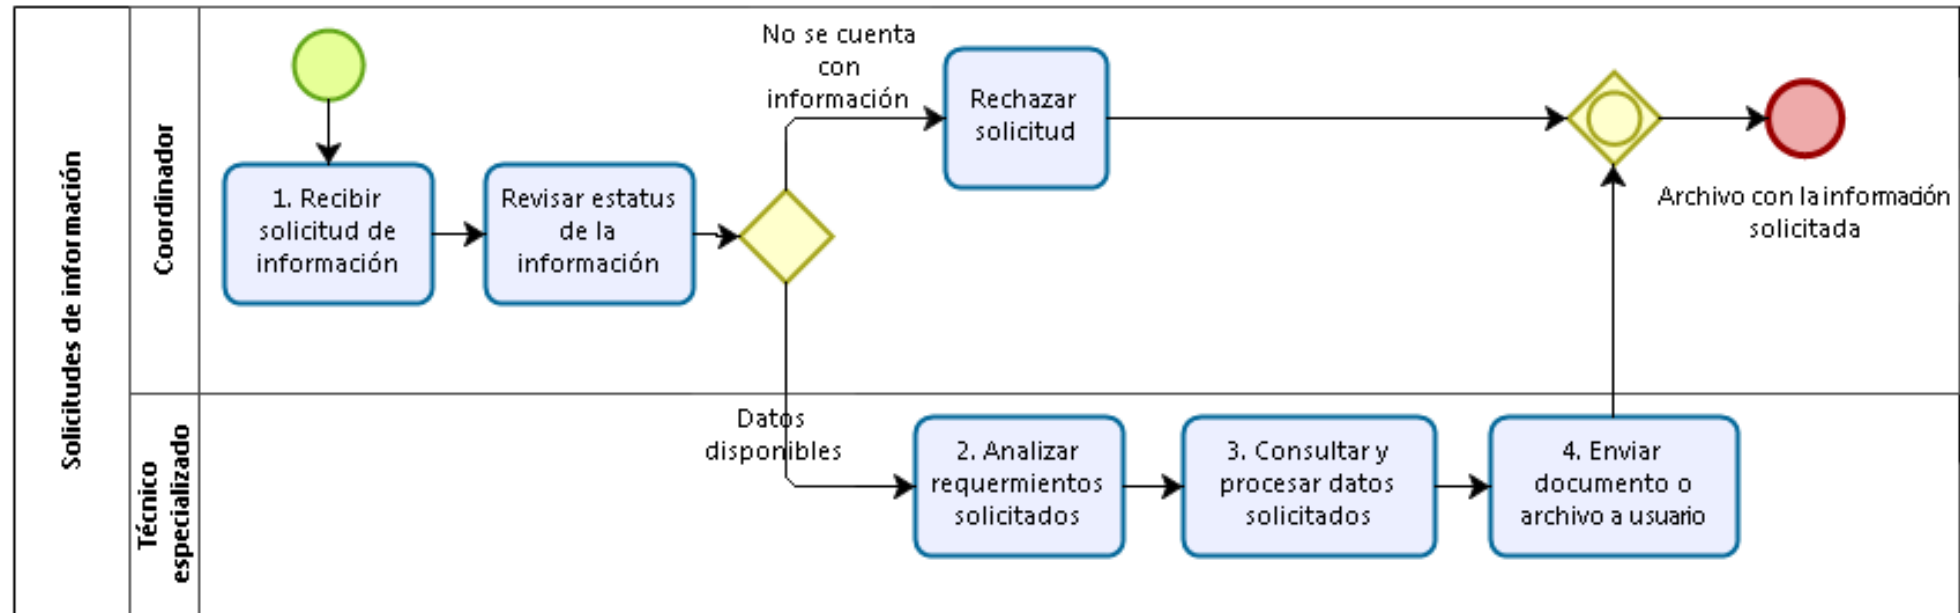 Solicitudes de información
Coordinador
1. Recibir
solicitud de
información
Revisar estatus
de la
información
No se cuenta
con
información
Rechazar
solicitud
Archivo con la información
solicitada
Técnico
especializado
Datos
disponibles
2. Analizar
requermientos
solicitados
3. Consultar y
procesar datos
solicitados
4. Enviar
documento o
archivo a usuario